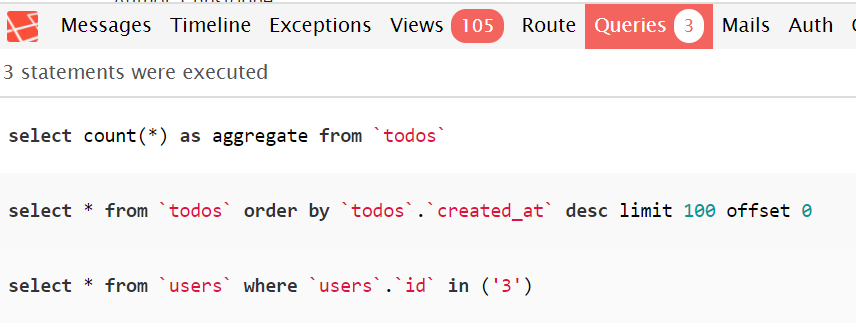 Messages Timeline Exceptions Views 105 Route Queries 3 Mails Auth
3 statements were executed
select count(*) as aggregate from `todos`
select * from `todos` order by `todos`.`created_at` desc limit 100 offset 0
select * from `users` where `users`.`id` in ('3')